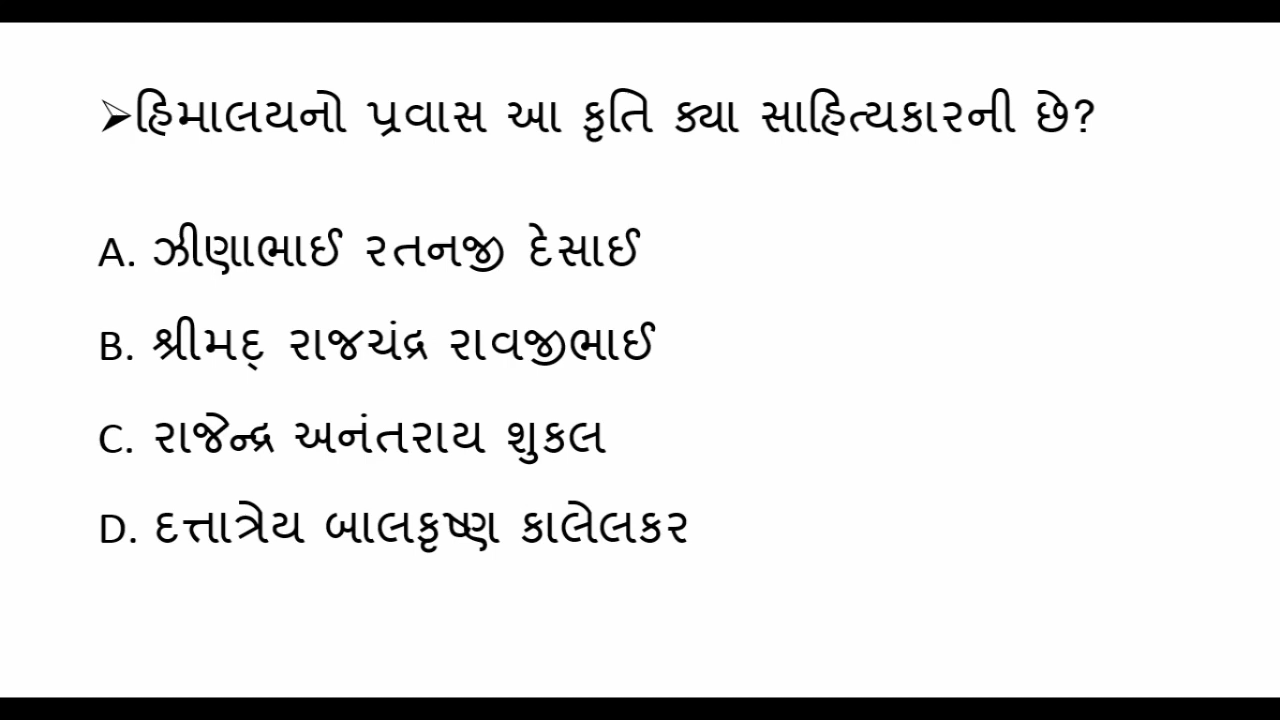 ➢હિમાલયનો પ્રવાસ આ કૃતિ ક્યા સાહિત્યકારની છે?
A. ઝીણાભાઈ રતનજી દેસાઈ
B. શ્રીમદ્ રાજચંદ્ર રાવજીભાઈ
C. રાજેન્દ્ર અનંતરાય શુકલ
D. દત્તાત્રેય બાલકૃષ્ણ કાલેલકર